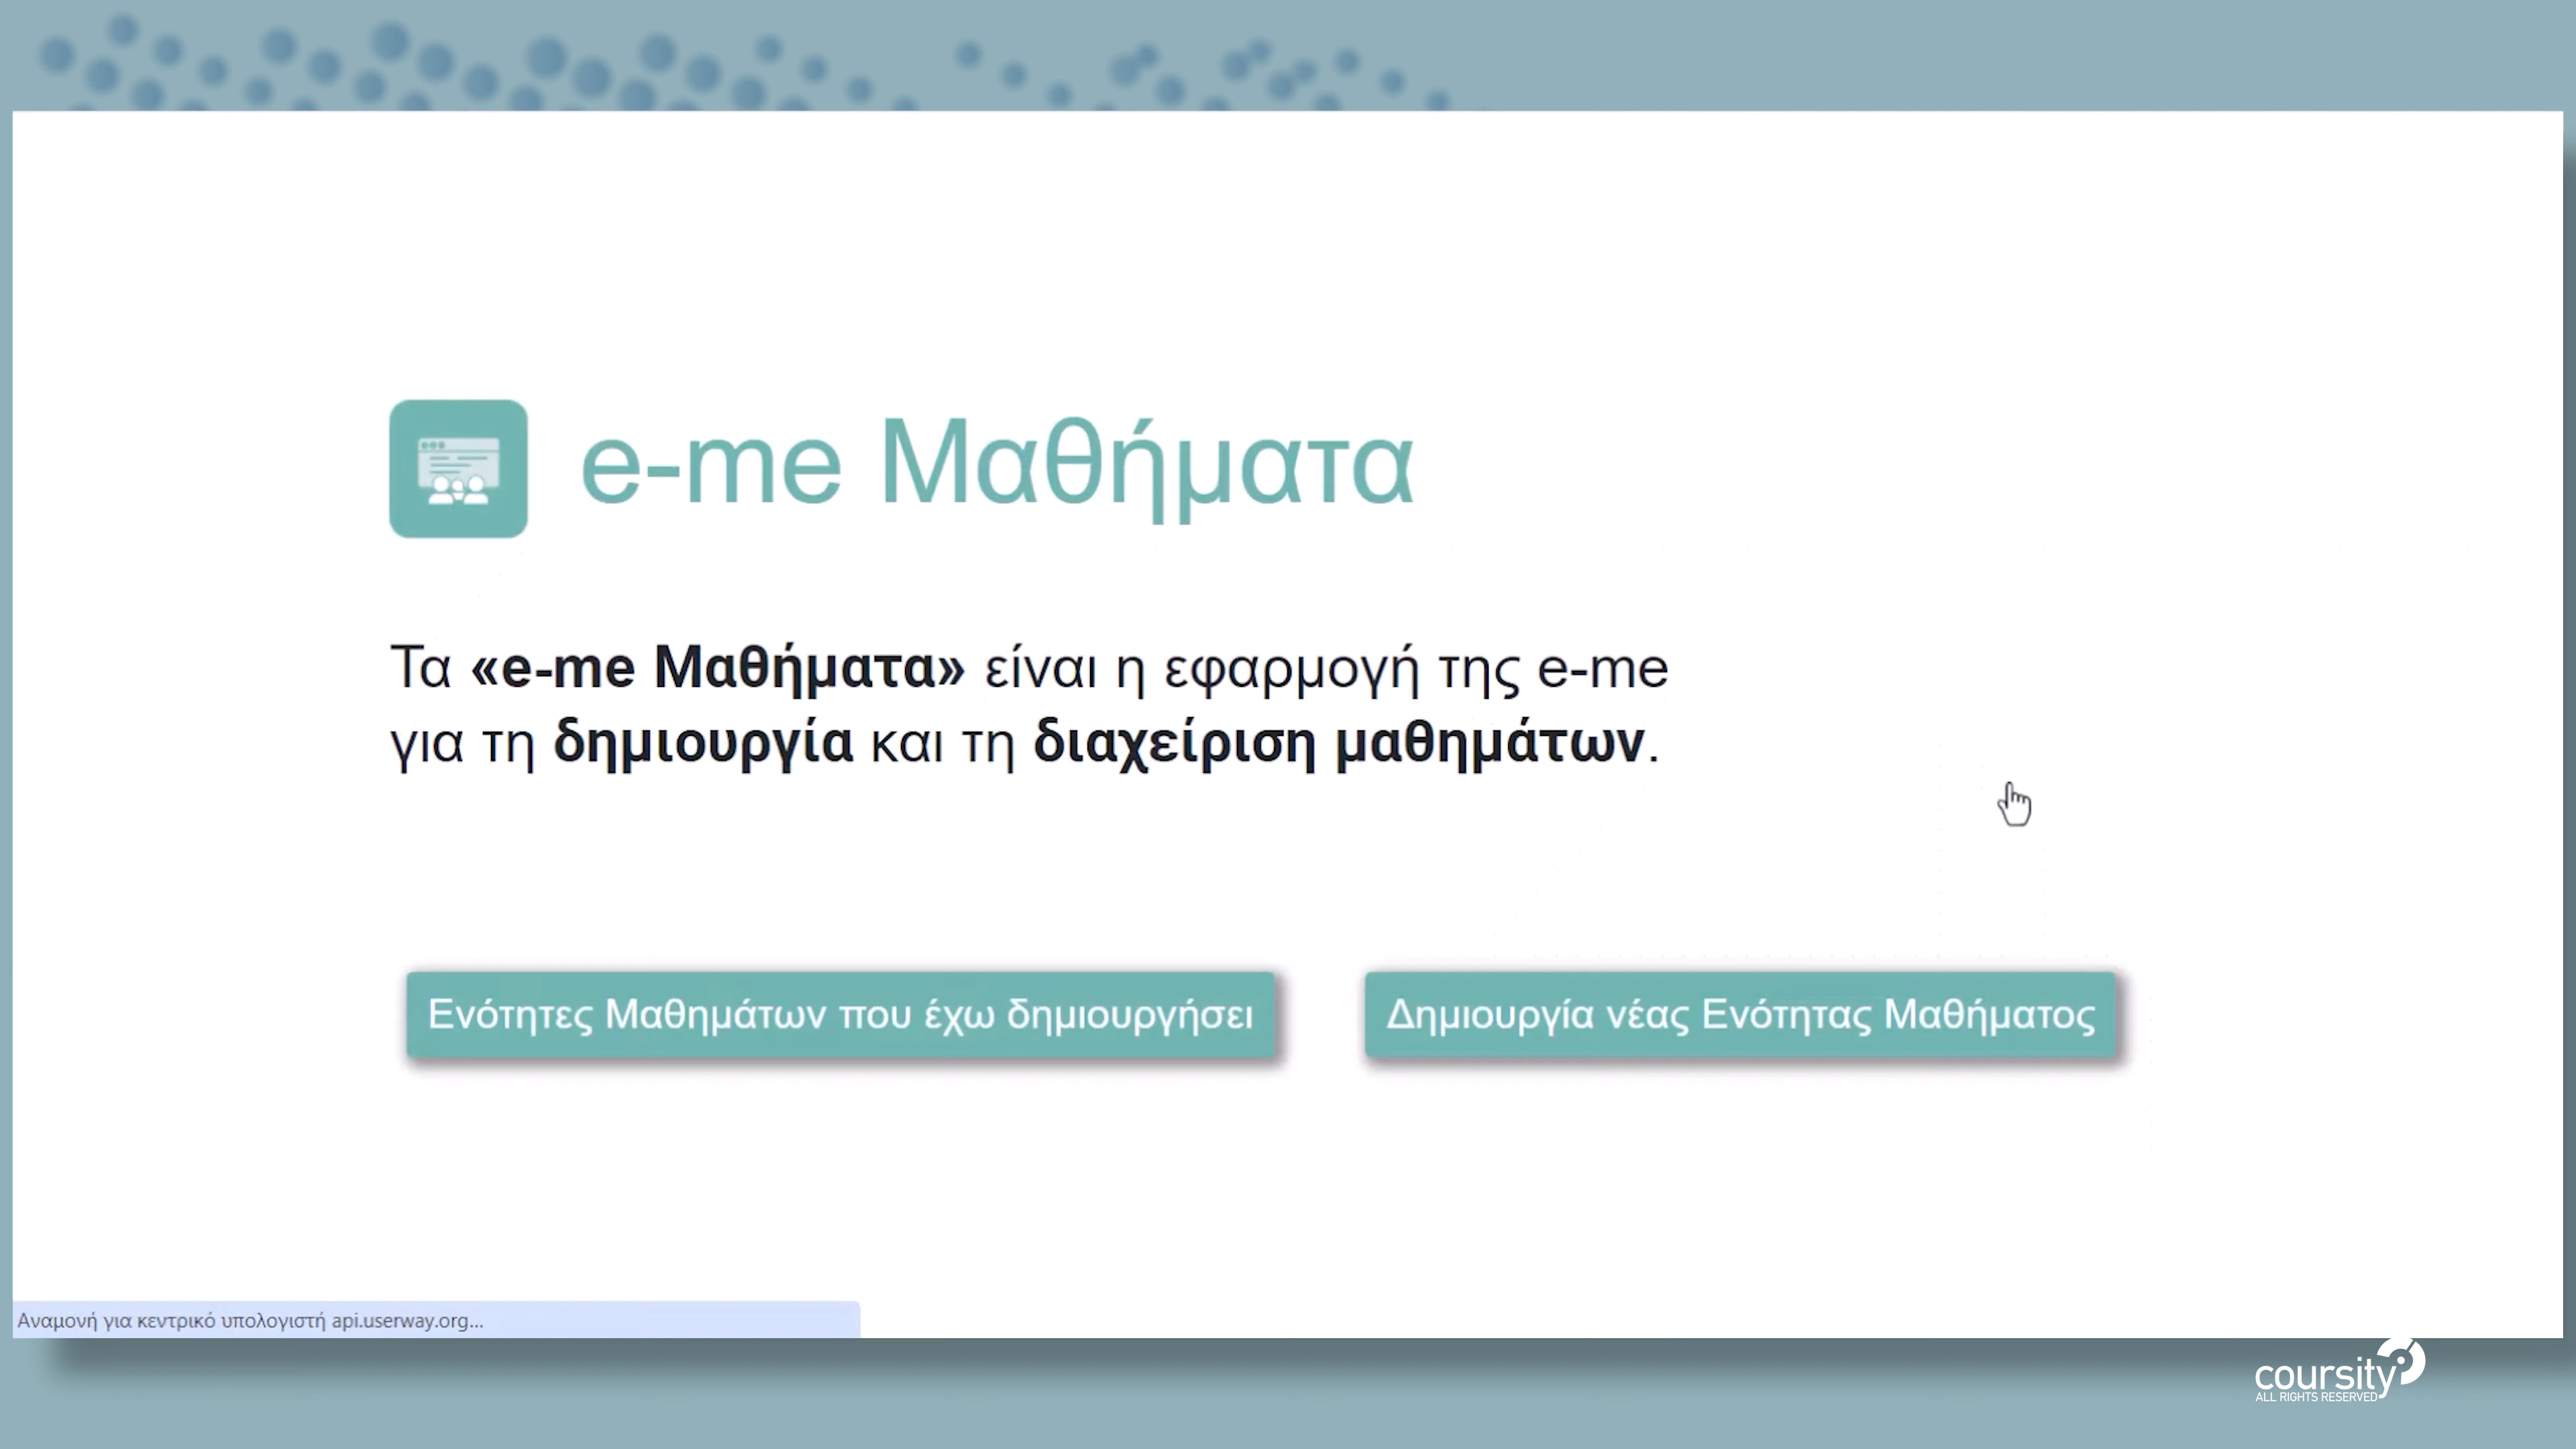 e-me Μαθήματα
Τα «e-me Μαθήματα» είναι η εφαρμογή της e-me
για τη δημιουργία και τη διαχείριση μαθημάτων.
Ενότητες Μαθημάτων που έχω δημιουργήσει
Δημιουργία νέας Ενότητας Μαθήματος
Αναμονή για κεντρικό υπολογιστή api.userway.org...
coursity
ALL RIGHTS RESERVED